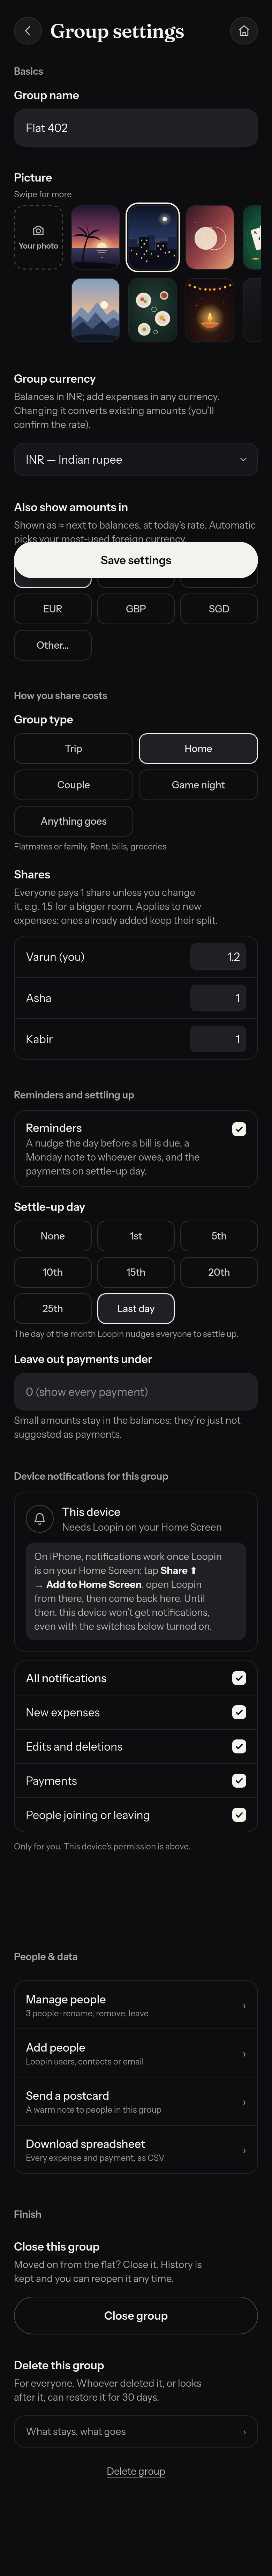 Group settings
Basics
Group name
Flat 402
Picture
Swipe for more
Your photo
Group currency
Balances in INR; add expenses in any currency.
Changing it converts existing amounts (you'll
confirm the rate).
INR — Indian rupee
Also show amounts in
Shown as ≈ next to balances, at today's rate. Automatic
picks your most-used foreign currency.
Save settings
EUR
GBP
SGD
Other…
How you share costs
Group type
Trip
Home
Couple
Game night
Anything goes
Flatmates or family. Rent, bills, groceries
Shares
Everyone pays 1 share unless you change
it, e.g. 1.5 for a bigger room. Applies to new
expenses; ones already added keep their split.
Varun (you)
1.2
Asha
1
Kabir
1
Reminders and settling up
Reminders
A nudge the day before a bill is due, a
Monday note to whoever owes, and the
payments on settle-up day.
Settle-up day
None
1st
5th
10th
15th
20th
25th
Last day
The day of the month Loopin nudges everyone to settle up.
Leave out payments under
0 (show every payment)
Small amounts stay in the balances; they're just not
suggested as payments.
Device notifications for this group
This device
Needs Loopin on your Home Screen
On iPhone, notifications work once Loopin
is on your Home Screen: tap Share ⬆
→ Add to Home Screen, open Loopin
from there, then come back here. Until
then, this device won't get notifications,
even with the switches below turned on.
All notifications
New expenses
Edits and deletions
Payments
People joining or leaving
Only for you. This device's permission is above.
People & data
Manage people
3 people · rename, remove, leave
Add people
Loopin users, contacts or email
Send a postcard
A warm note to people in this group
Download spreadsheet
Every expense and payment, as CSV
Finish
Close this group
Moved on from the flat? Close it. History is
kept and you can reopen it any time.
Close group
Delete this group
For everyone. Whoever deleted it, or looks
after it, can restore it for 30 days.
What stays, what goes
Delete group